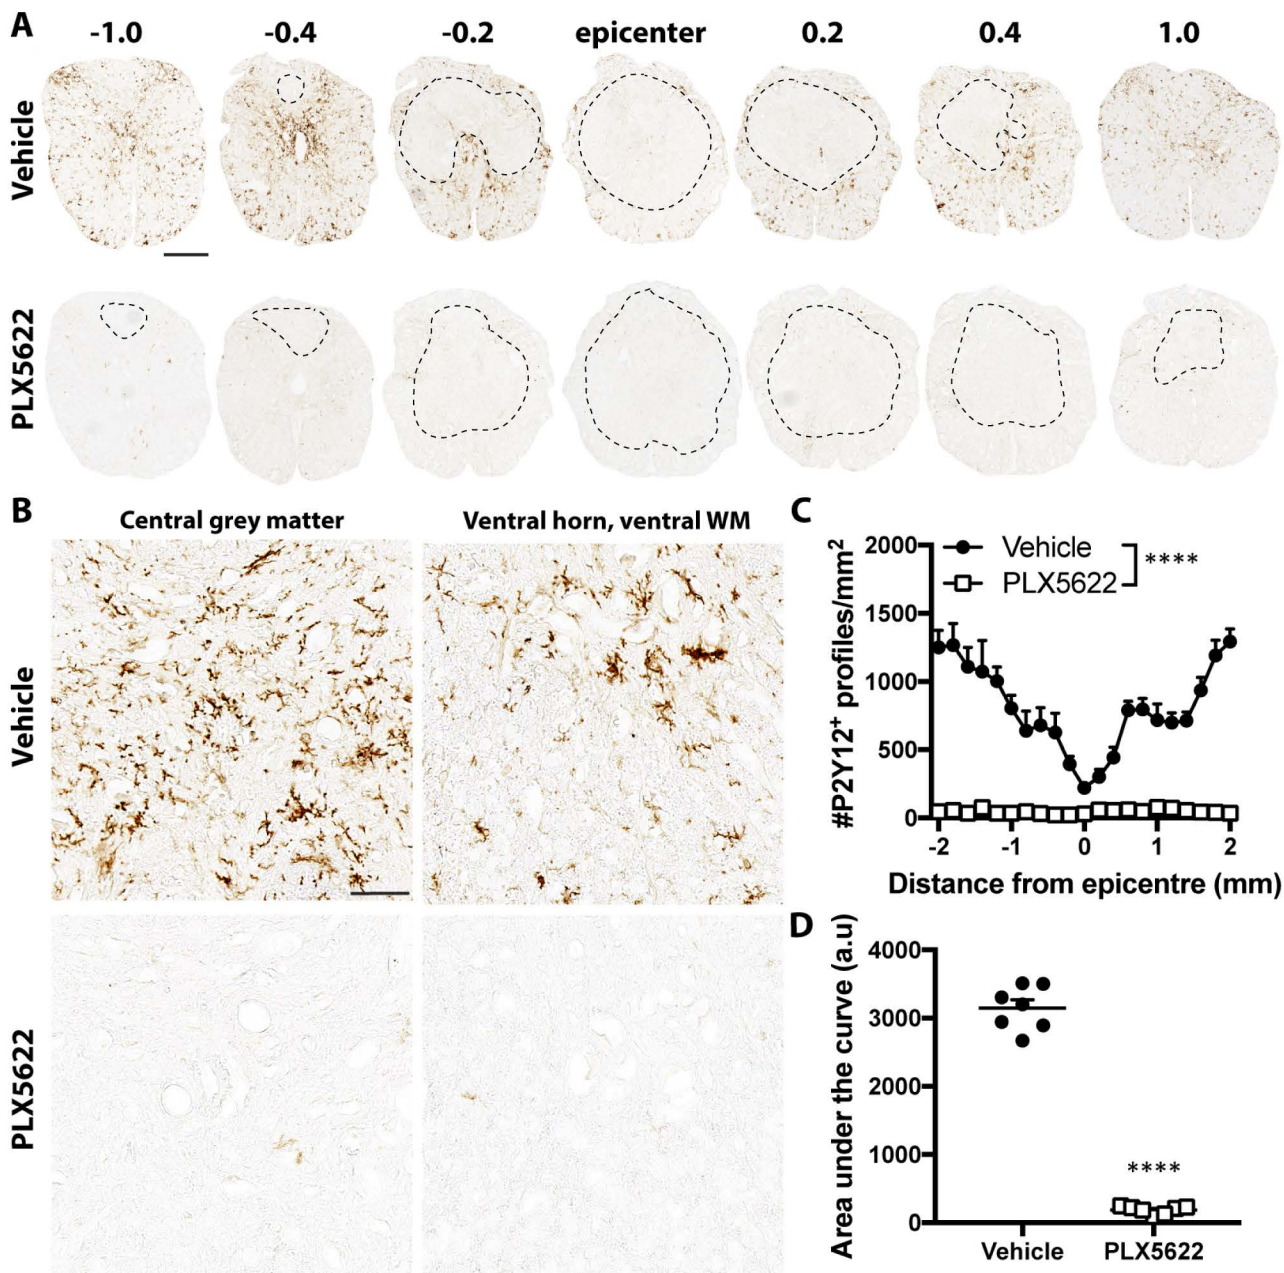 A
-1.0 -0.4 -0.2 epicenter 0.2 0.4 1.0
Vehicle
PLX5622
B
Central grey matter Ventral horn, ventral WM
Vehicle
PLX5622
C
Vehicle
PLX5622
****
#P2Y12+ profiles/mm2
2000
1500
1000
500
0
-2 -1 0 1 2
Distance from epicentre (mm)
D
Area under the curve (a.u)
4000
3000
2000
1000
0
****
Vehicle PLX5622